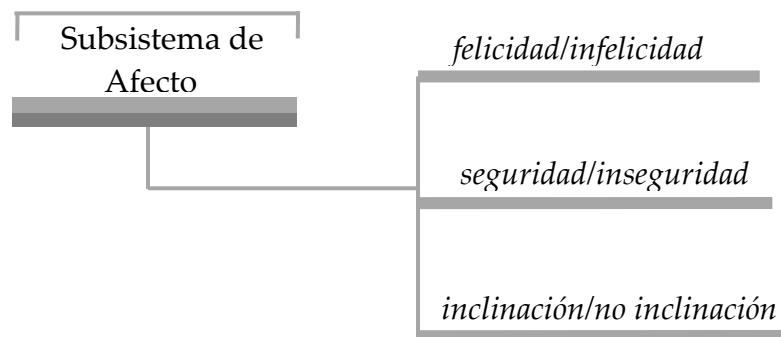 Subsistema de
Afecto
felicidad/infelicidad
seguridad/inseguridad
inclinación/no inclinación